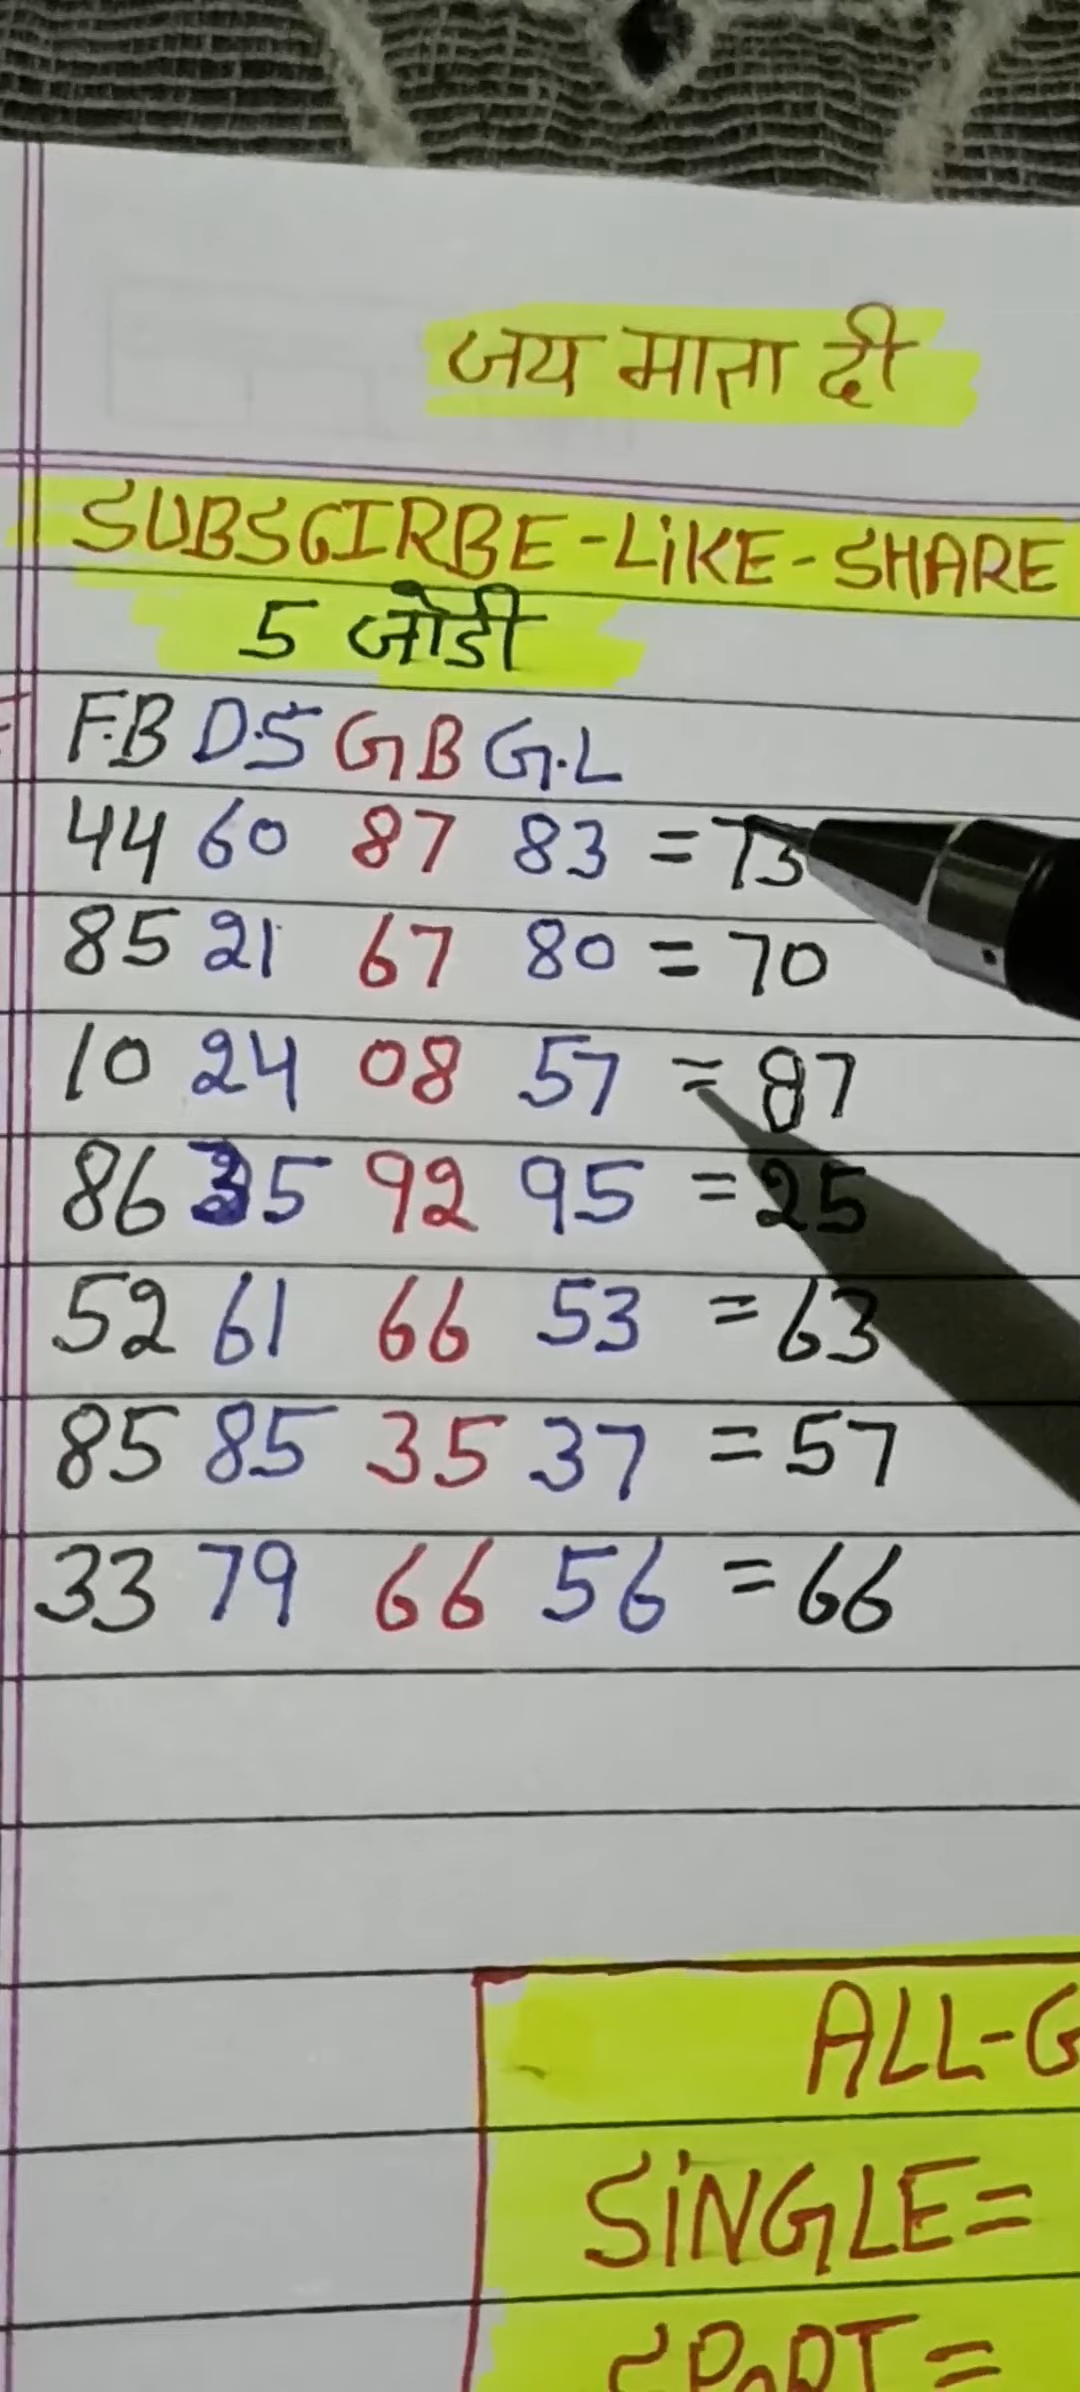 जय माता दी
SUBSGIRBE-LiKE-SHARE
5 जोडी
F.B D.S G B G.L
44 60 87 83 = 73
85 21 67 80 = 70
10 24 08 57 = 87
86 35 92 95 = 25
52 61 66 53 = 63
85 85 35 37 = 57
33 79 66 56 = 66
ALL-G
SiNGLE=